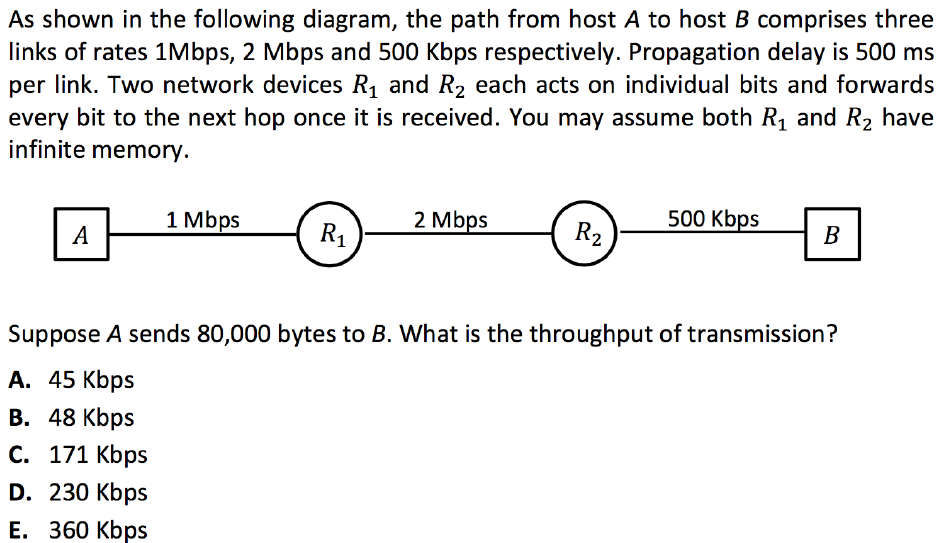 As shown in the following diagram, the path from host A to host B comprises three
links of rates 1Mbps, 2 Mbps and 500 Kbps respectively. Propagation delay is 500 ms
per link. Two network devices R₁ and R₂ each acts on individual bits and forwards
every bit to the next hop once it is received. You may assume both R₁ and R₂ have
infinite memory.
A 1 Mbps R₁ 2 Mbps R₂ 500 Kbps B
Suppose A sends 80,000 bytes to B. What is the throughput of transmission?
A. 45 Kbps
B. 48 Kbps
C. 171 Kbps
D. 230 Kbps
E. 360 Kbps